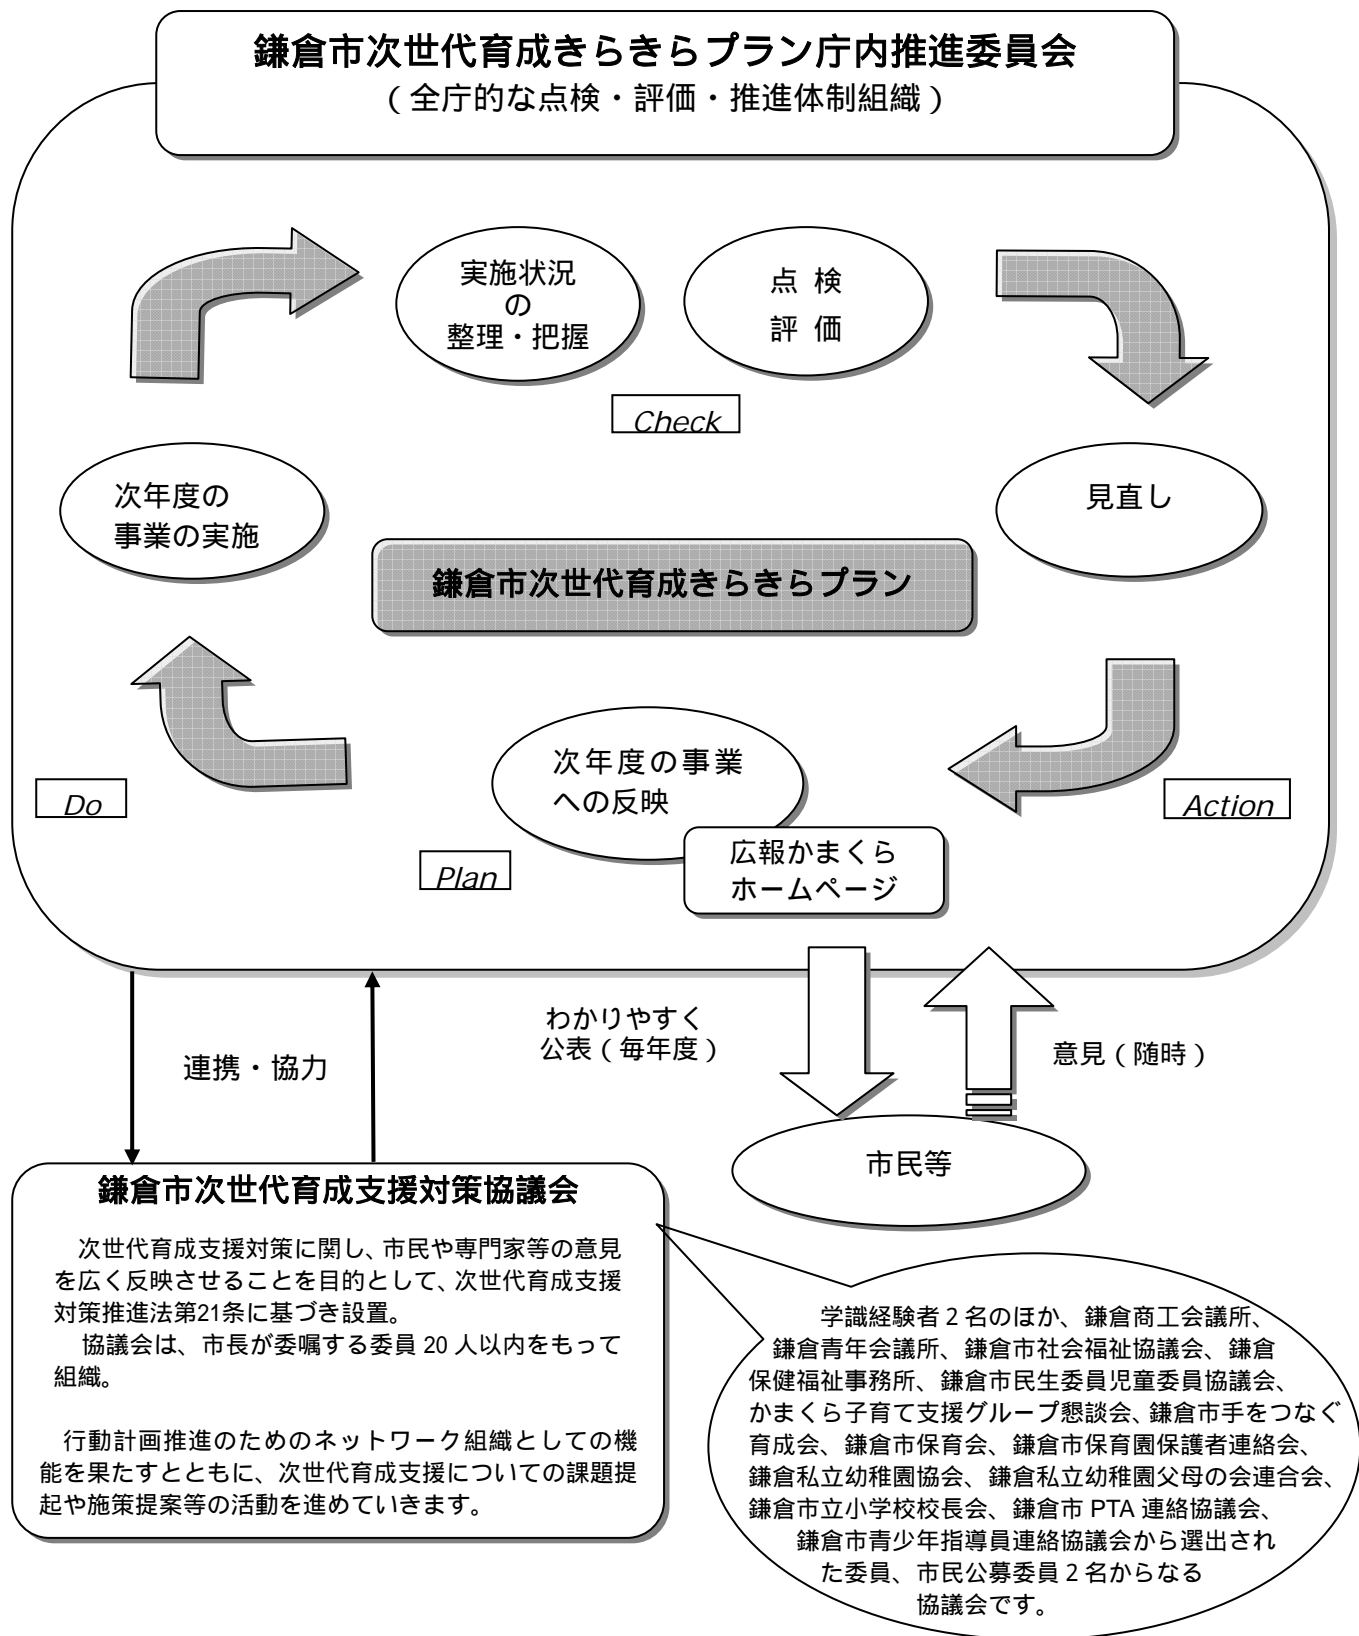 鎌倉市次世代育成きらきらプラン庁内推進委員会
（全庁的な点検・評価・推進体制組織）
実施状況
の
整理・把握
点 検
評 価
Check
次年度の
事業の実施
見直し
鎌倉市次世代育成きらきらプラン
次年度の事業
への反映
Do
Action
Plan
広報かまくら
ホームページ
わかりやすく
公表（毎年度）
意見（随時）
連携・協力
市民等
鎌倉市次世代育成支援対策協議会
次世代育成支援対策に関し、市民や専門家等の意見
を広く反映させることを目的として、次世代育成支援
対策推進法第21条に基づき設置。
協議会は、市長が委嘱する委員 20 人以内をもって
組織。
行動計画推進のためのネットワーク組織としての機
能を果たすとともに、次世代育成支援についての課題提
起や施策提案等の活動を進めていきます。
学識経験者 2 名のほか、鎌倉商工会議所、
鎌倉青年会議所、鎌倉市社会福祉協議会、鎌倉
保健福祉事務所、鎌倉市民生委員児童委員協議会、
かまくら子育て支援グループ懇談会、鎌倉市手をつなぐ
育成会、鎌倉市保育会、鎌倉市保育園保護者連絡会、
鎌倉私立幼稚園協会、鎌倉私立幼稚園父母の会連合会、
鎌倉市立小学校校長会、鎌倉市 PTA 連絡協議会、
鎌倉市青少年指導員連絡協議会から選出され
た委員、市民公募委員 2 名からなる
協議会です。